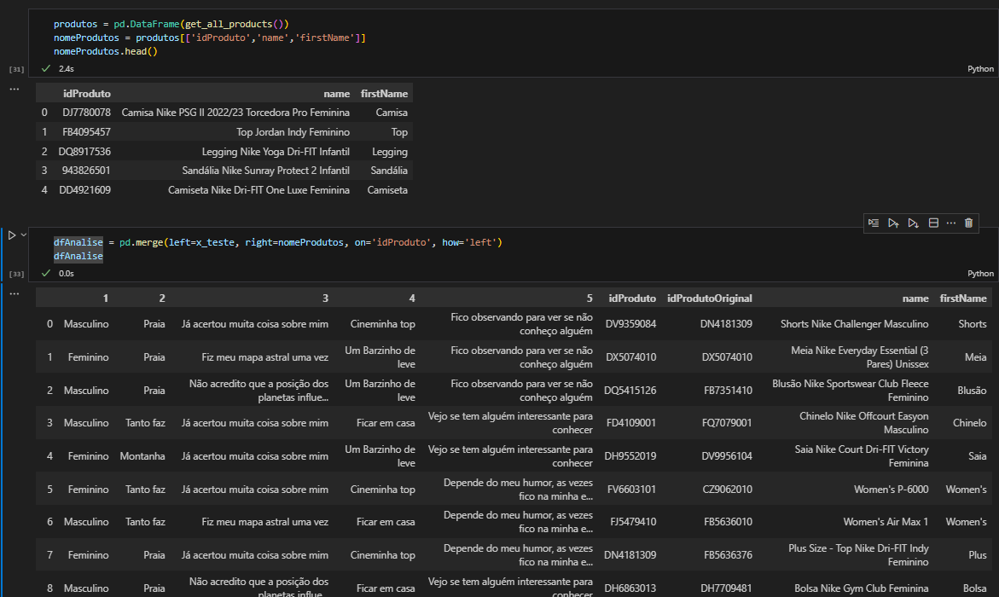 produtos = pd.DataFrame(get_all_products())
nomeProdutos = produtos[['idProduto','name','firstName']]
nomeProdutos.head()
[31] 2.4s Python
idProduto name firstName
0 DJ7780078 Camisa Nike PSG II 2022/23 Torcedora Pro Feminina Camisa
1 FB4095457 Top Jordan Indy Feminino Top
2 DQ8917536 Legging Nike Yoga Dri-FIT Infantil Legging
3 943826501 Sandália Nike Sunray Protect 2 Infantil Sandália
4 DD4921609 Camiseta Nike Dri-FIT One Luxe Feminina Camiseta
dfAnalise = pd.merge(left=x_teste, right=nomeProdutos, on='idProduto', how='left')
dfAnalise
[33] 0.0s Python
1 2 3 4 5 idProduto idProdutoOriginal name firstName
0 Masculino Praia Já acertou muita coisa sobre mim Cineminha top Fico observando para ver se não conheço alguém DV9359084 DN4181309 Shorts Nike Challenger Masculino Shorts
1 Feminino Praia Fiz meu mapa astral uma vez Um Barzinho de leve Fico observando para ver se não conheço alguém DX5074010 DX5074010 Meia Nike Everyday Essential (3 Pares) Unissex Meia
2 Masculino Praia Não acredito que a posição dos planetas influe... Um Barzinho de leve Fico observando para ver se não conheço alguém DQ5415126 FB7351410 Blusão Nike Sportswear Club Fleece Feminino Blusão
3 Masculino Tanto faz Já acertou muita coisa sobre mim Ficar em casa Vejo se tem alguém interessante para conhecer FD4109001 FQ7079001 Chinelo Nike Offcourt Easyon Masculino Chinelo
4 Feminino Montanha Já acertou muita coisa sobre mim Um Barzinho de leve Vejo se tem alguém interessante para conhecer DH9552019 DV9956104 Saia Nike Court Dri-FIT Victory Feminina Saia
5 Feminino Tanto faz Já acertou muita coisa sobre mim Cineminha top Depende do meu humor, as vezes fico na minha e... FV6603101 CZ9062010 Women's P-6000 Women's
6 Masculino Tanto faz Fiz meu mapa astral uma vez Ficar em casa Depende do meu humor, as vezes fico na minha e... FJ5479410 FB5636010 Women's Air Max 1 Women's
7 Feminino Praia Já acertou muita coisa sobre mim Cineminha top Depende do meu humor, as vezes fico na minha e... DN4181309 FB5636376 Plus Size - Top Nike Dri-FIT Indy Feminino Plus
8 Masculino Praia Não acredito que a posição dos planetas influe... Ficar em casa Vejo se tem alguém interessante para conhecer DH6863013 DH7709481 Bolsa Nike Gym Club Feminina Bolsa